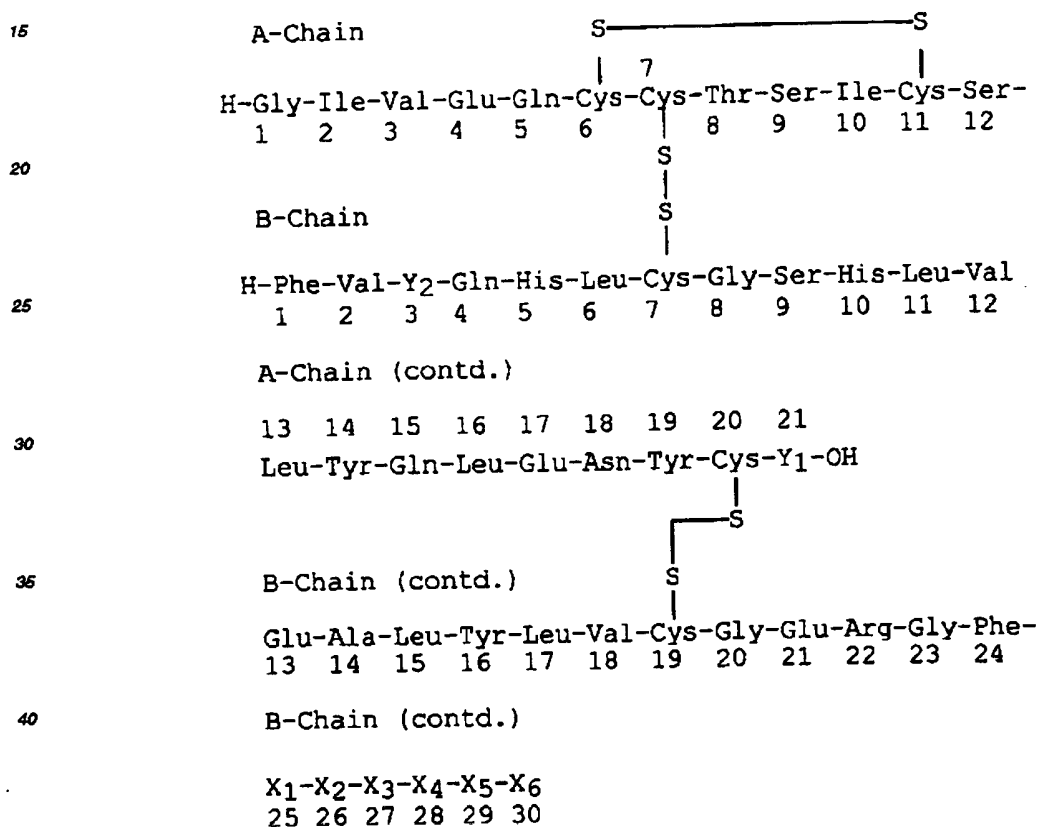 15 A-Chain S S
7
H-Gly-Ile-Val-Glu-Gln-Cys-Cys-Thr-Ser-Ile-Cys-Ser-
1 2 3 4 5 6 8 9 10 11 12
S
20
S
B-Chain
H-Phe-Val-Y2-Gln-His-Leu-Cys-Gly-Ser-His-Leu-Val
25 1 2 3 4 5 6 7 8 9 10 11 12
A-Chain (contd.)
13 14 15 16 17 18 19 20 21
30
Leu-Tyr-Gln-Leu-Glu-Asn-Tyr-Cys-Y1-OH
S
S
35 B-Chain (contd.)
Glu-Ala-Leu-Tyr-Leu-Val-Cys-Gly-Glu-Arg-Gly-Phe-
13 14 15 16 17 18 19 20 21 22 23 24
40 B-Chain (contd.)
X1-X2-X3-X4-X5-X6
25 26 27 28 29 30